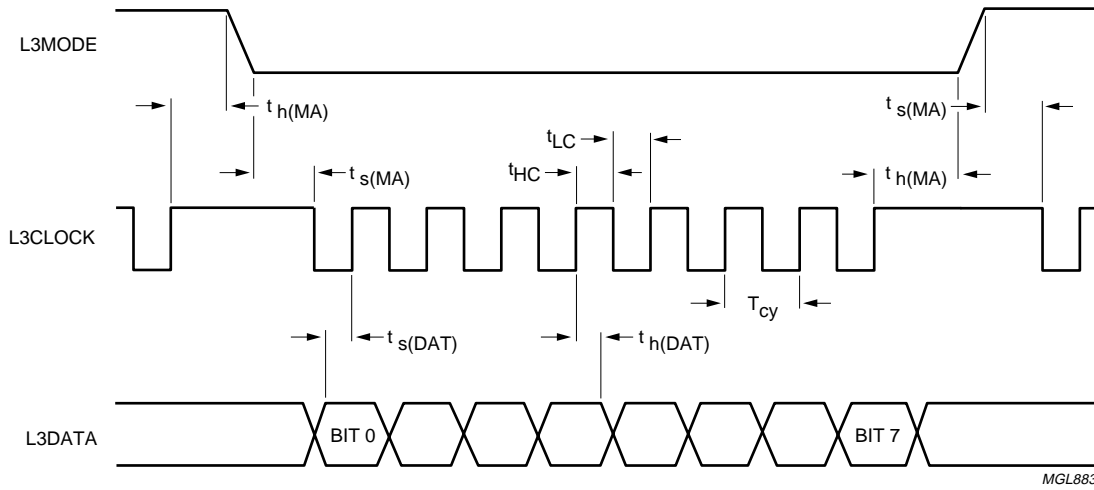 L3MODE
t h(MA)
t s(MA)
t LC
t HC
t s(MA)
t h(MA)
L3CLOCK
T cy
t s(DAT)
t h(DAT)
L3DATA
BIT 0
BIT 7
MGL883